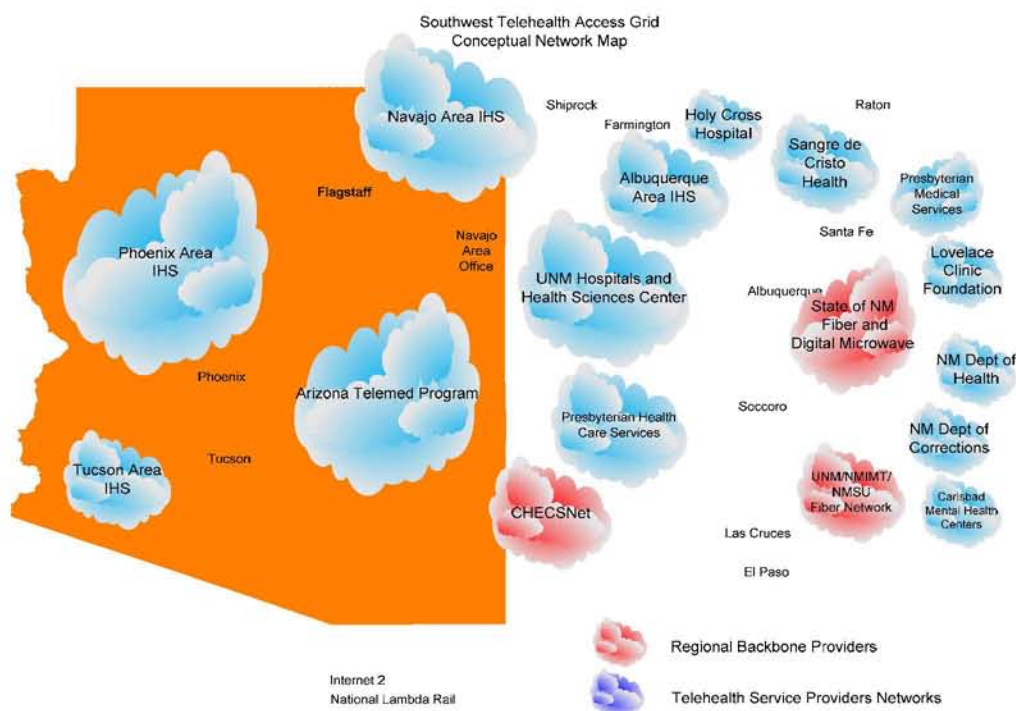 Southwest Telehealth Access Grid
Conceptual Network Map
Navajo Area IHS
Shiprock
Farmington
Holy Cross
Hospital
Raton
Sangre de
Cristo
Health
Albuquerque
Area IHS
Presbyterian
Medical
Services
Flagstaff
Phoenix Area
IHS
Navajo
Area
Office
Santa Fe
UNM Hospitals and
Health Sciences Center
Lovelace
Clinic
Foundation
Albuquerque
State of NM
Fiber and
Digital Microwave
NM Dept of
Health
Phoenix
Arizona Telemed Program
Presbyterian Health
Care Services
Soccoro
NM Dept of
Corrections
Tucson
Tucson Area
IHS
CHECSNet
UNM/NMIMT/
NMSU
Fiber Network
Carlsbad
Mental Health
Centers
Las Cruces
El Paso
Regional Backbone Providers
Internet 2
National Lambda Rail
Telehealth Service Providers Networks